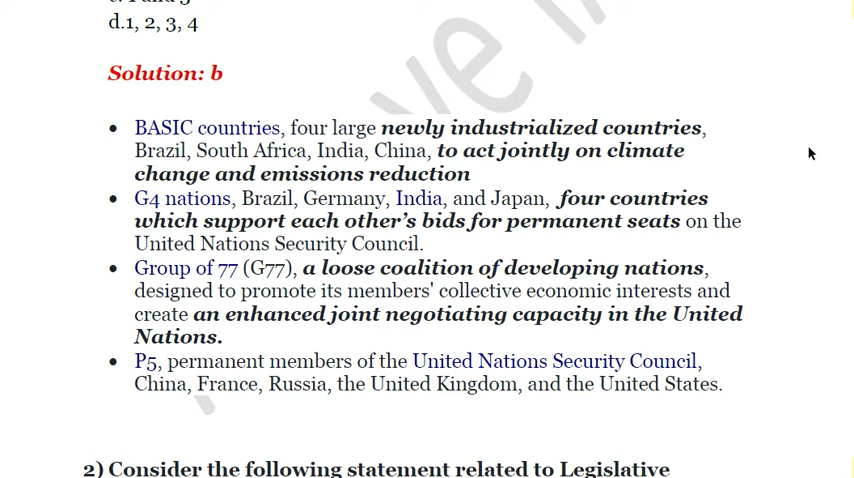 d.1, 2, 3, 4
Solution: b
• BASIC countries, four large newly industrialized countries,
Brazil, South Africa, India, China, to act jointly on climate
change and emissions reduction
• G4 nations, Brazil, Germany, India, and Japan, four countries
which support each other's bids for permanent seats on the
United Nations Security Council.
• Group of 77 (G77), a loose coalition of developing nations,
designed to promote its members' collective economic interests and
create an enhanced joint negotiating capacity in the United
Nations.
• P5, permanent members of the United Nations Security Council,
China, France, Russia, the United Kingdom, and the United States.
2) Consider the following statement related to Legislative